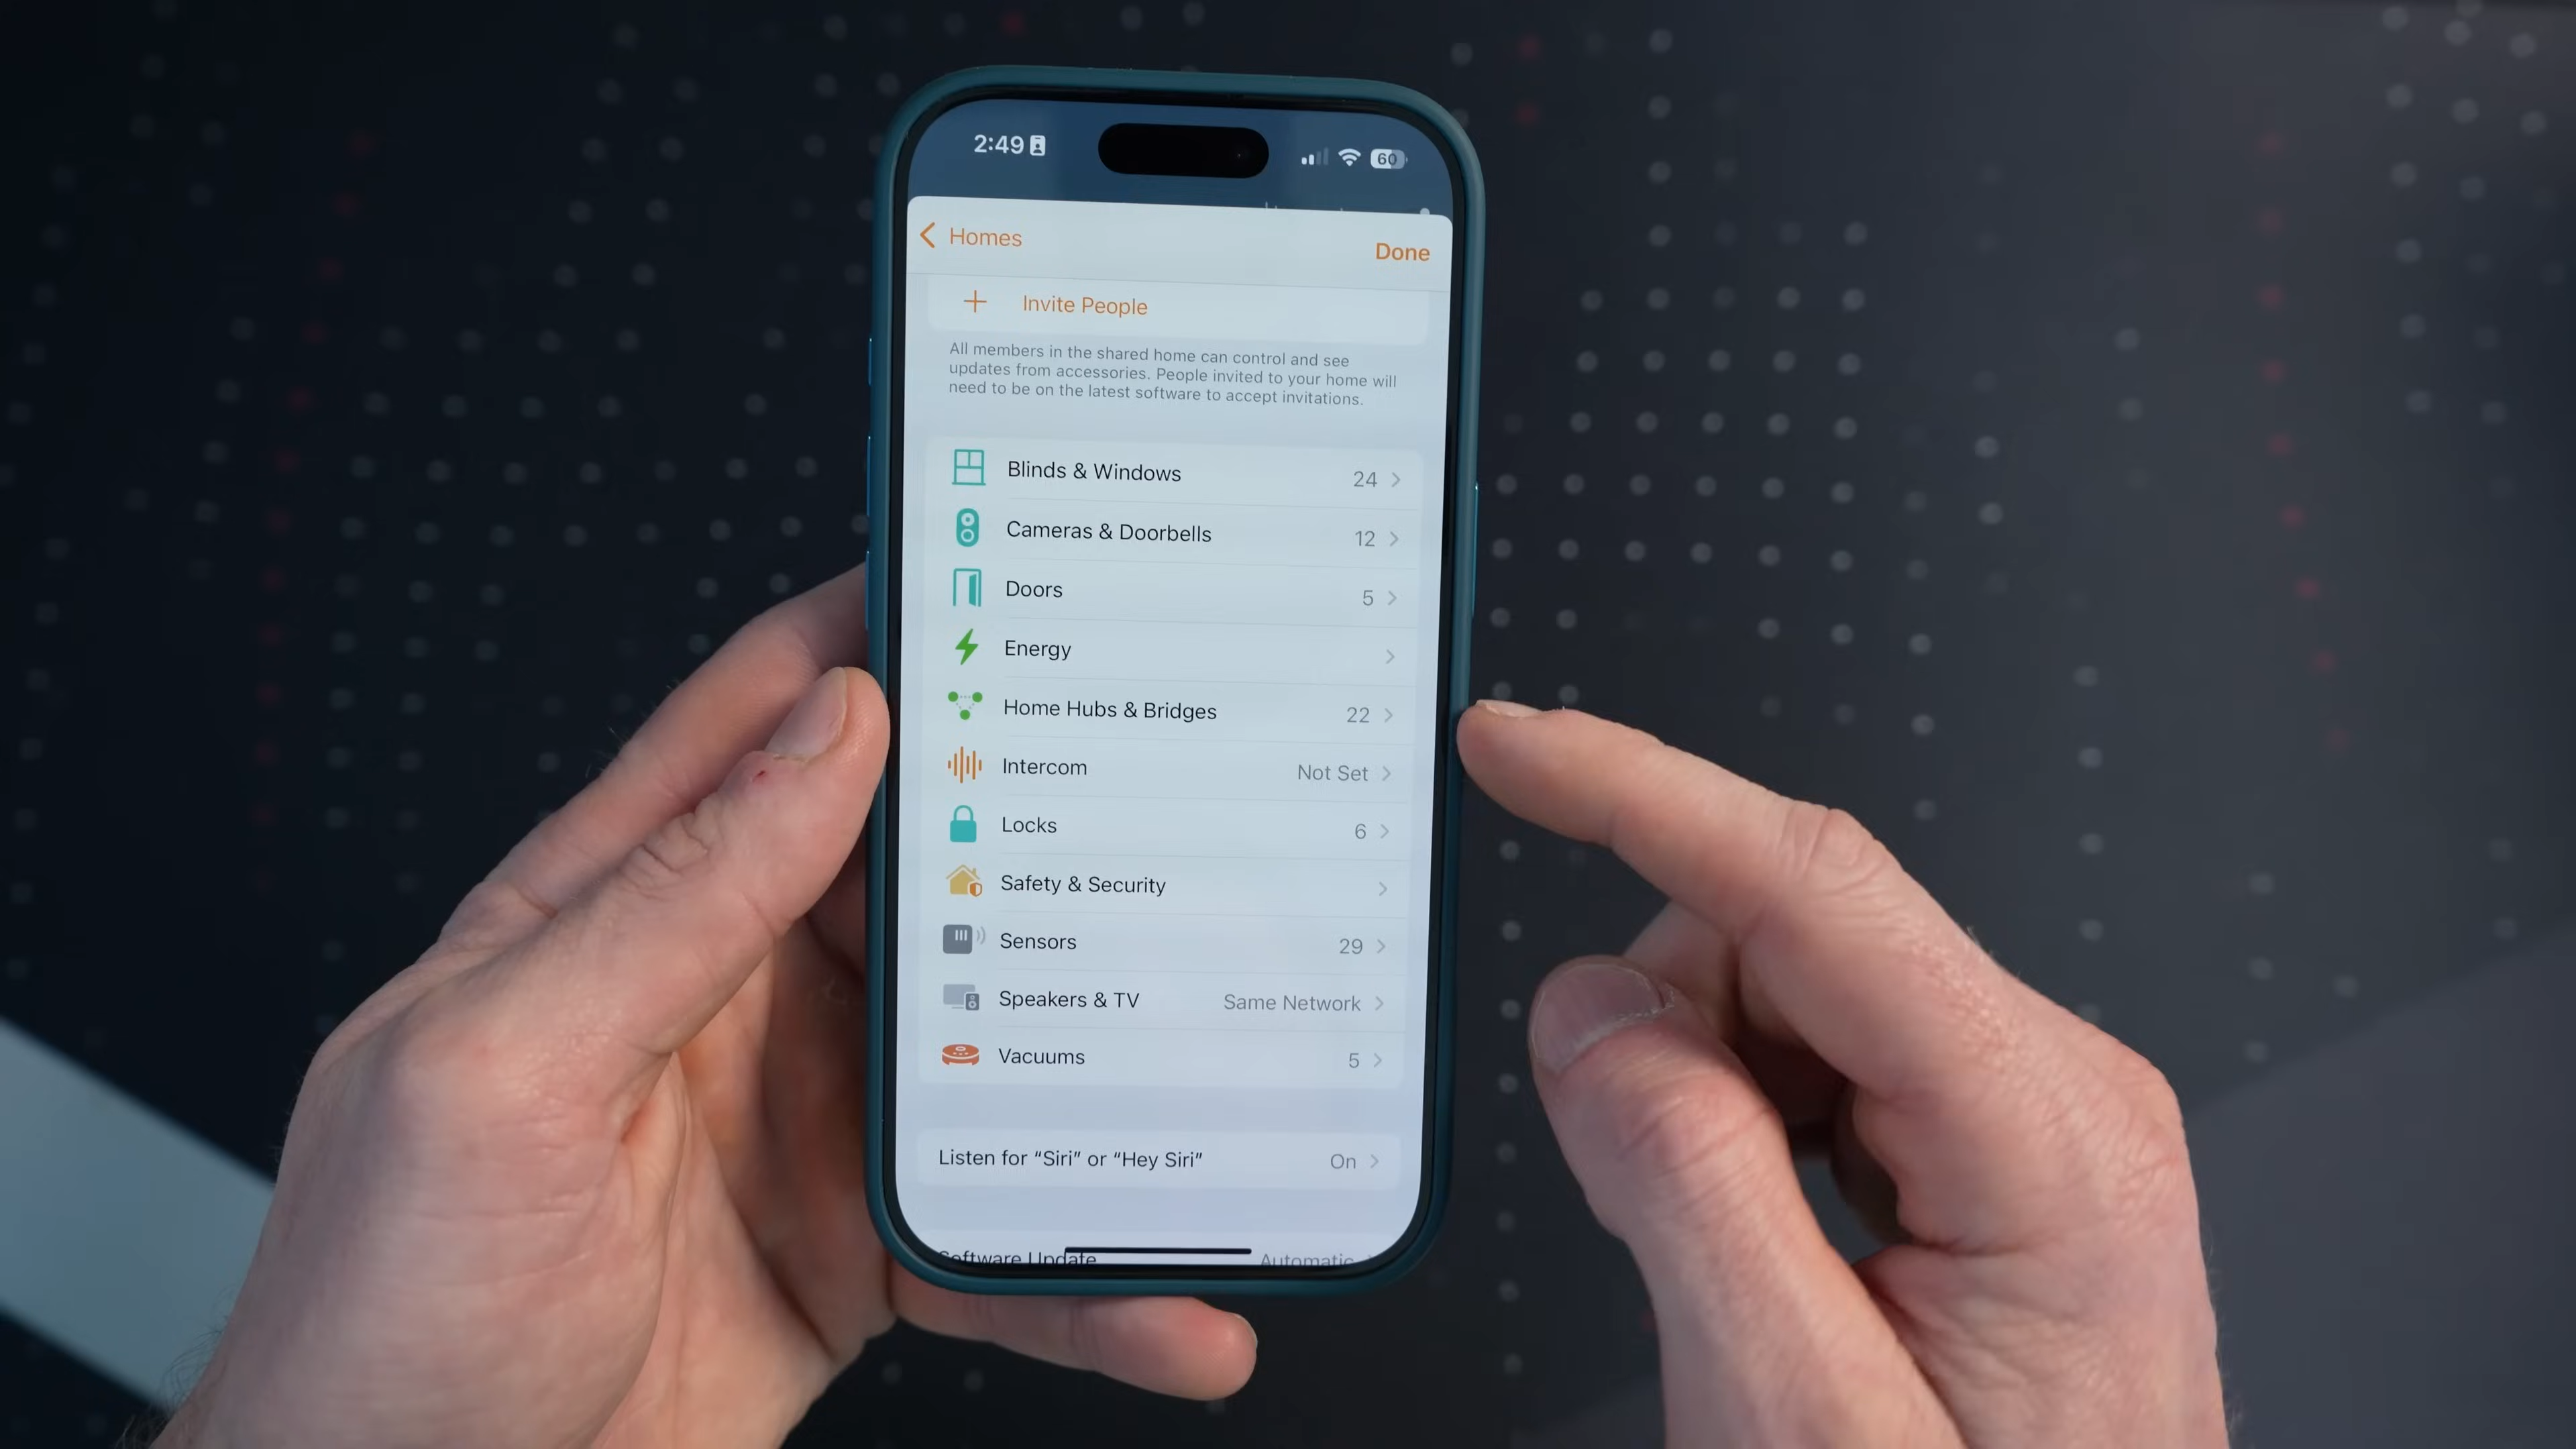 2:49
60
Homes
Done
Invite People
All members in the shared home can control and see
updates from accessories. People invited to your home will
need to be on the latest software to accept invitations.
Blinds & Windows 24
Cameras & Doorbells 12
Doors 5
Energy
Home Hubs & Bridges 22
Intercom Not Set
Locks 6
Safety & Security
Sensors 29
Speakers & TV Same Network
Vacuums 5
Listen for “Siri” or “Hey Siri” On
Software Update Automatic